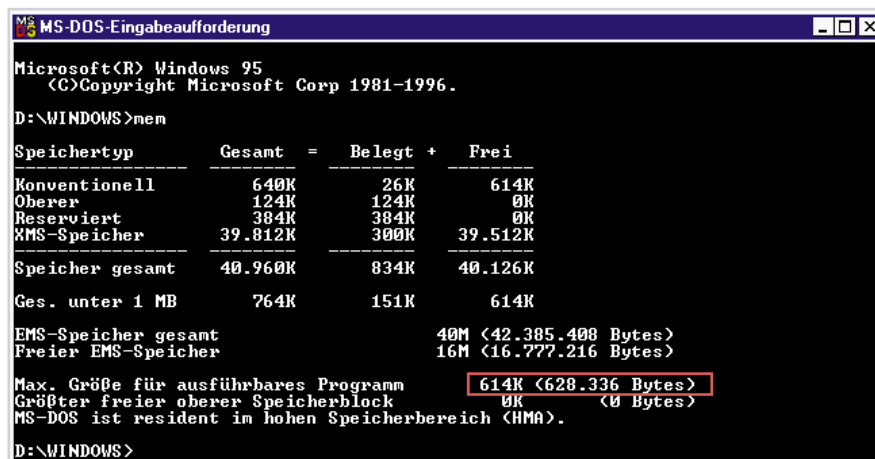 MS-DOS-Eingabeaufforderung
Microsoft(R) Windows 95
(C)Copyright Microsoft Corp 1981-1996.
D:\WINDOWS>mem
Speichertyp Gesamt = Belegt + Frei
---------------- -------- -------- --------
Konventionell 640K 26K 614K
Oberer 124K 124K 0K
Reserviert 384K 384K 0K
XMS-Speicher 39.812K 300K 39.512K
---------------- -------- -------- --------
Speicher gesamt 40.960K 834K 40.126K
Ges. unter 1 MB 764K 151K 614K
EMS-Speicher gesamt 40M (42.385.408 Bytes)
Freier EMS-Speicher 16M (16.777.216 Bytes)
Max. Größe für ausführbares Programm 614K (628.336 Bytes)
Größter freier oberer Speicherblock 0K (0 Bytes)
MS-DOS ist resident im hohen Speicherbereich (HMA).
D:\WINDOWS>